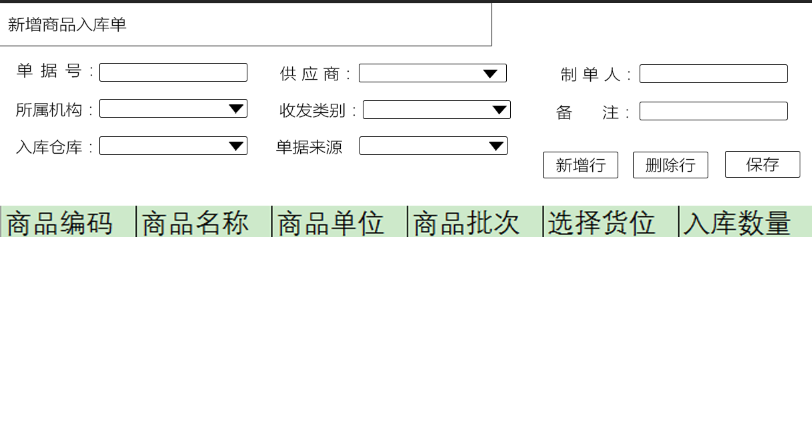 新增商品入库单
单 据 号： 供 应 商： 制 单 人：
所属机构： 收发类别： 备 注：
入库仓库： 单据来源
新增行 删除行 保存
商品编码 商品名称 商品单位 商品批次 选择货位 入库数量